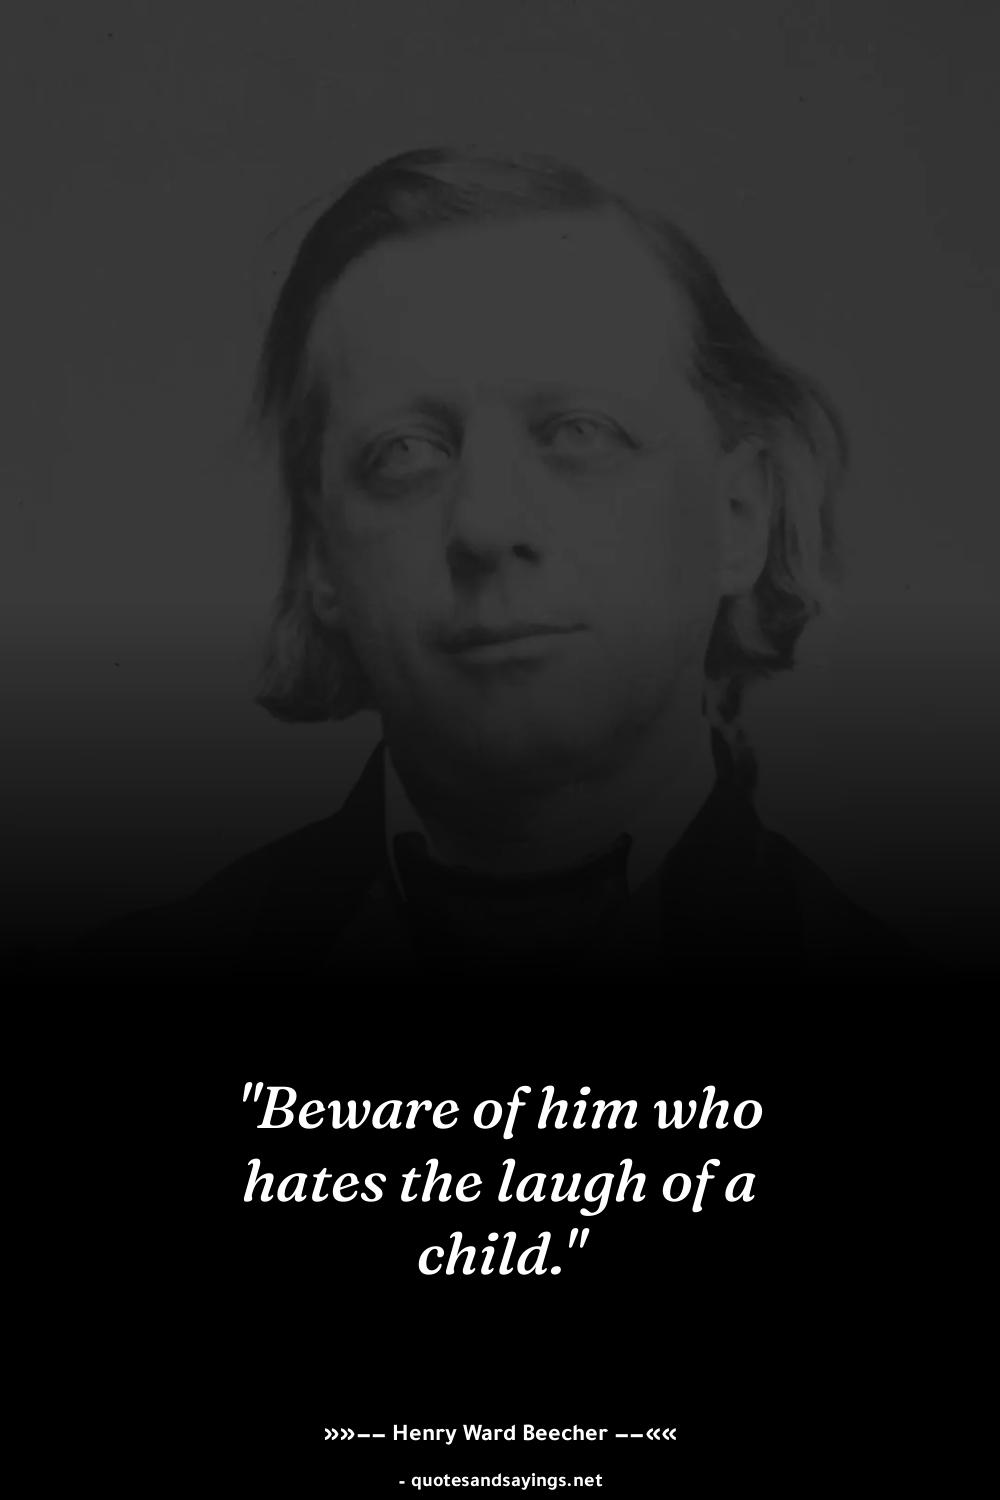 "Beware of him who
hates the laugh of a
child."
»»-- Henry Ward Beecher --««
- quotesandsayings.net